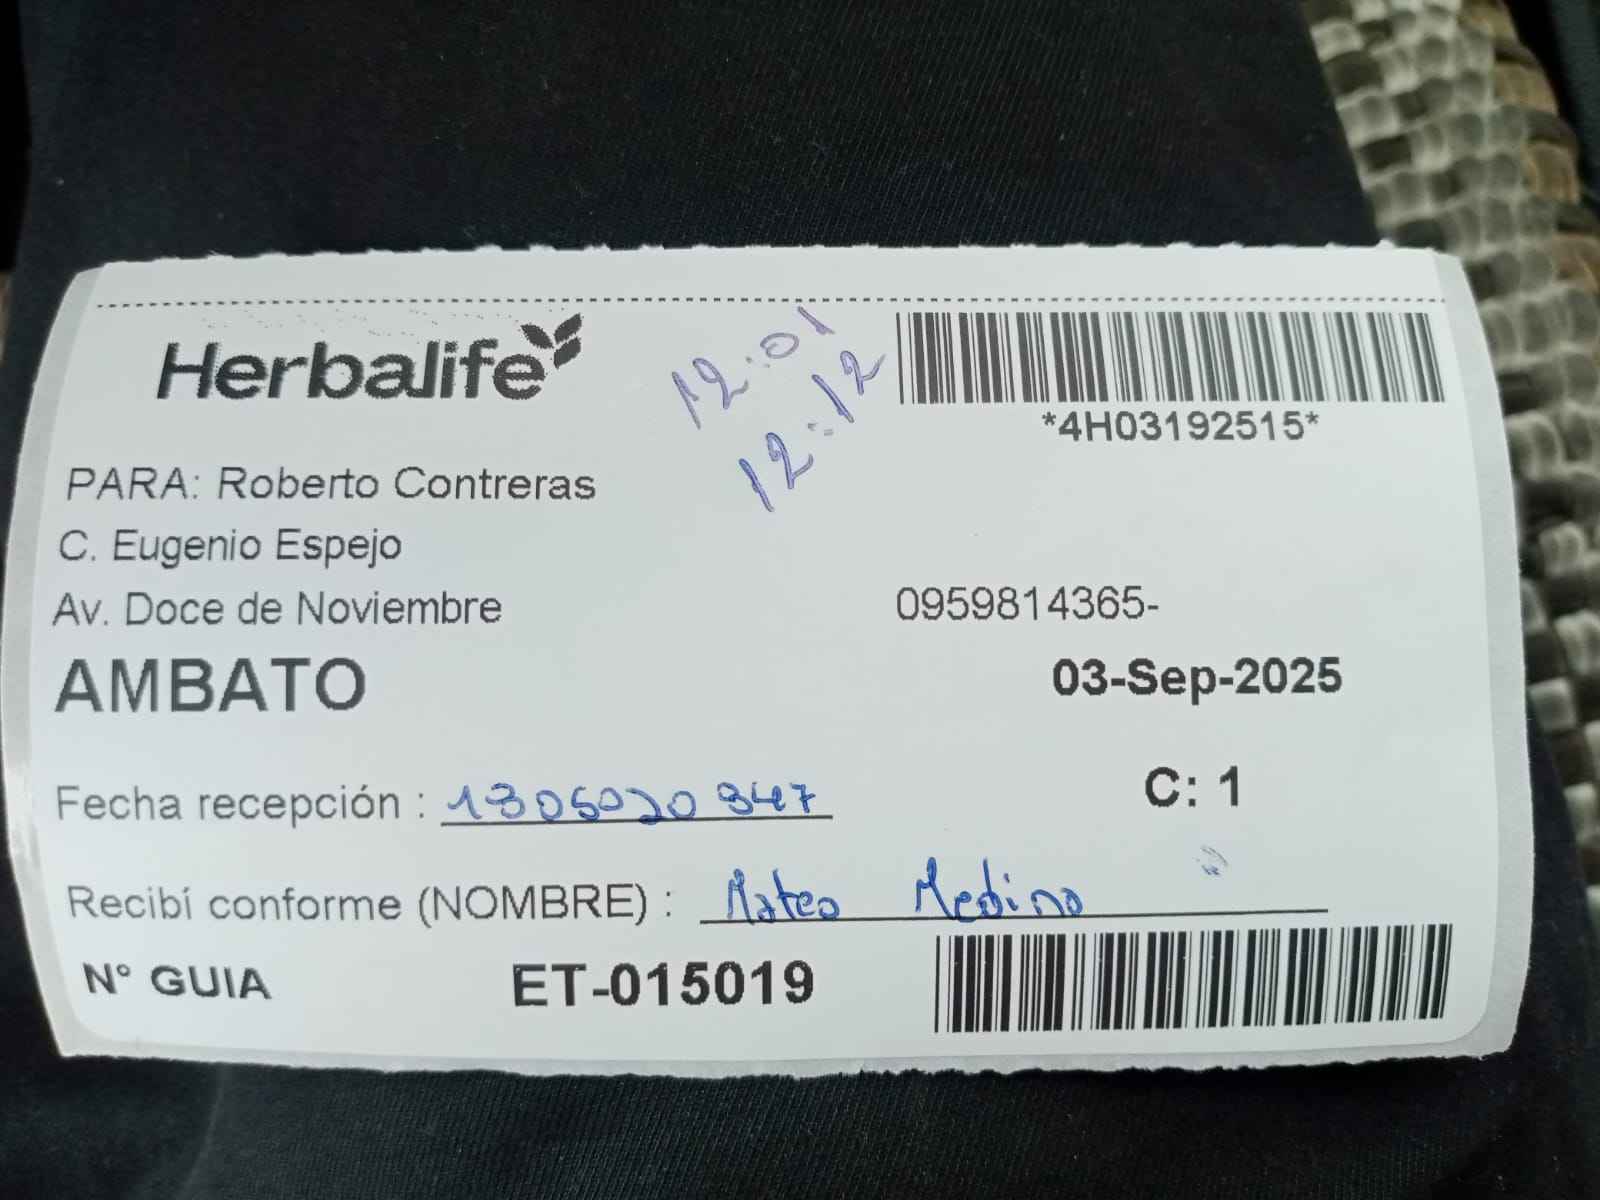 Herbalife
12:01
12:12
*4H03192515*
PARA: Roberto Contreras
C. Eugenio Espejo
Av. Doce de Noviembre
0959814365-
AMBATO
03-Sep-2025
C: 1
Fecha recepción : 1305020947
Recibí conforme (NOMBRE) : Mateo Medina
N° GUIA ET-015019